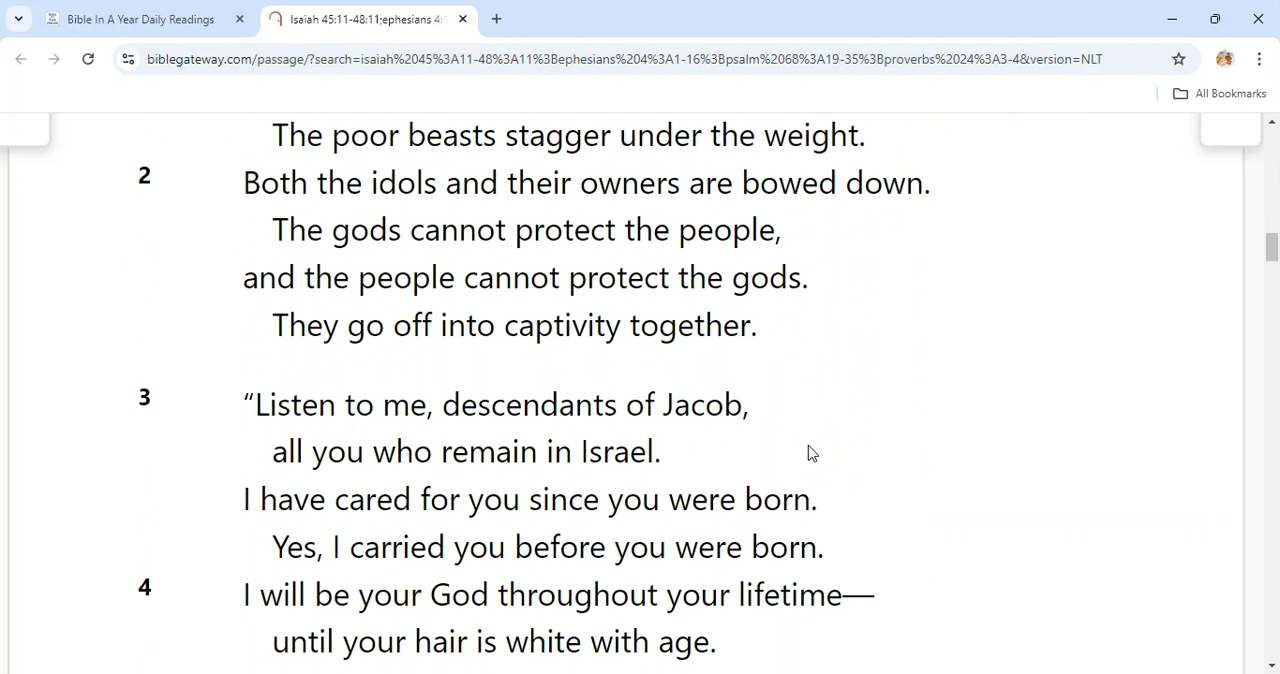 Bible In A Year Daily Readings
Isaiah 45:11-48:11;ephesians 4:
biblegateway.com/passage/?search=isaiah%2045%3A11-48%3A11%3Bephesians%204%3A1-16%3Bpsalm%2068%3A19-35%3Bproverbs%2024%3A3-4&version=NLT
All Bookmarks
The poor beasts stagger under the weight.
2 Both the idols and their owners are bowed down.
The gods cannot protect the people,
and the people cannot protect the gods.
They go off into captivity together.
3 “Listen to me, descendants of Jacob,
all you who remain in Israel.
I have cared for you since you were born.
Yes, I carried you before you were born.
4 I will be your God throughout your lifetime—
until your hair is white with age.